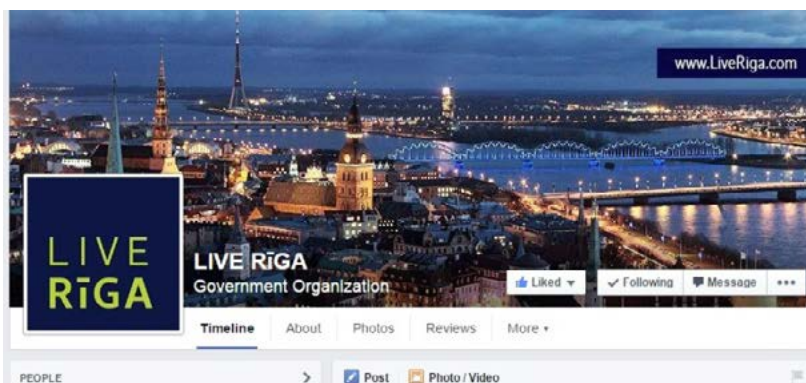 www.LiveRiga.com
LIVE
RĪGA
LIVE RĪGA
Government Organization
Liked
Following
Message
Timeline
About
Photos
Reviews
More
PEOPLE
Post
Photo / Video